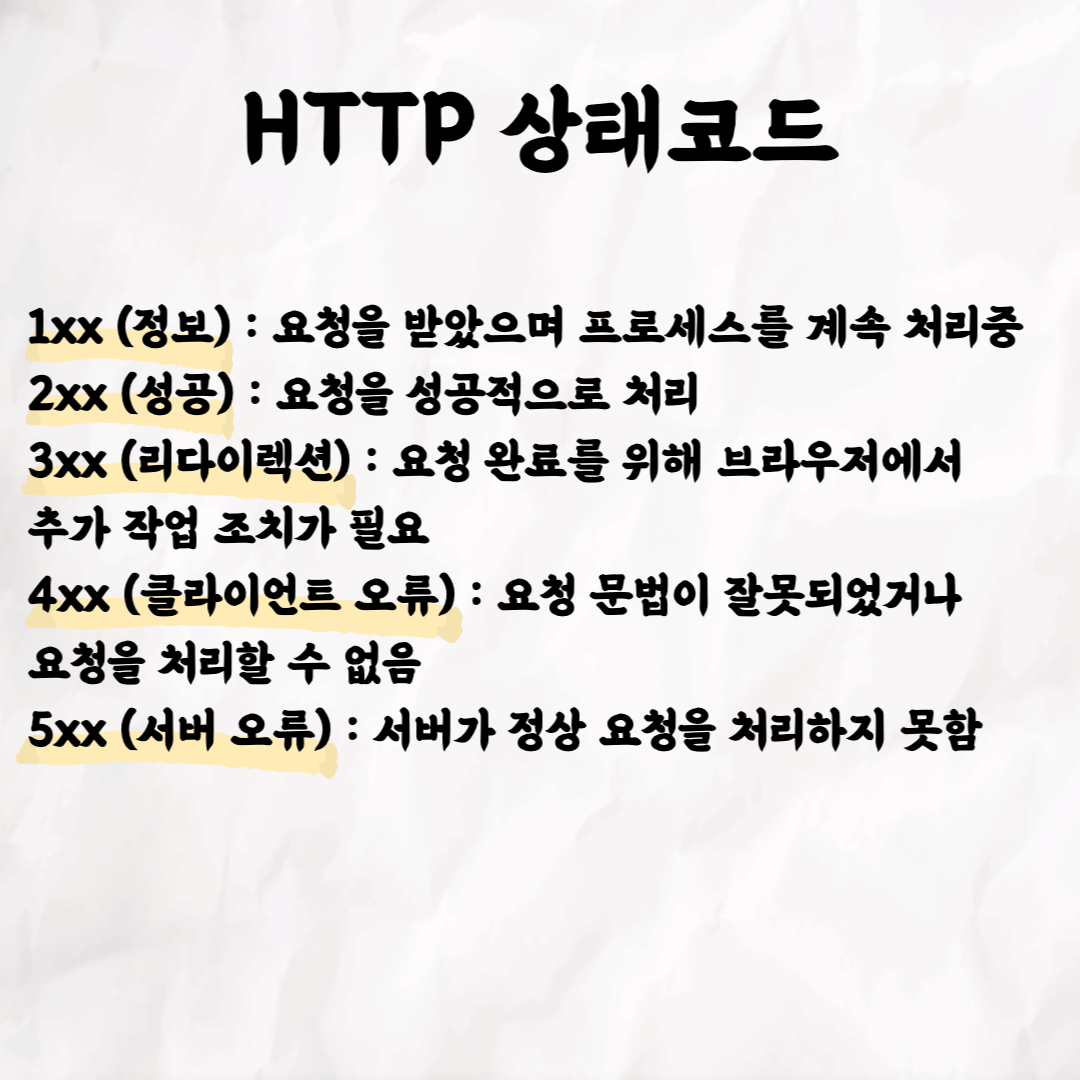 HTTP 상태코드
1xx (정보) : 요청을 받았으며 프로세스를 계속 처리중
2xx (성공) : 요청을 성공적으로 처리
3xx (리다이렉션) : 요청 완료를 위해 브라우저에서
추가 작업 조치가 필요
4xx (클라이언트 오류) : 요청 문법이 잘못되었거나
요청을 처리할 수 없음
5xx (서버 오류) : 서버가 정상 요청을 처리하지 못함